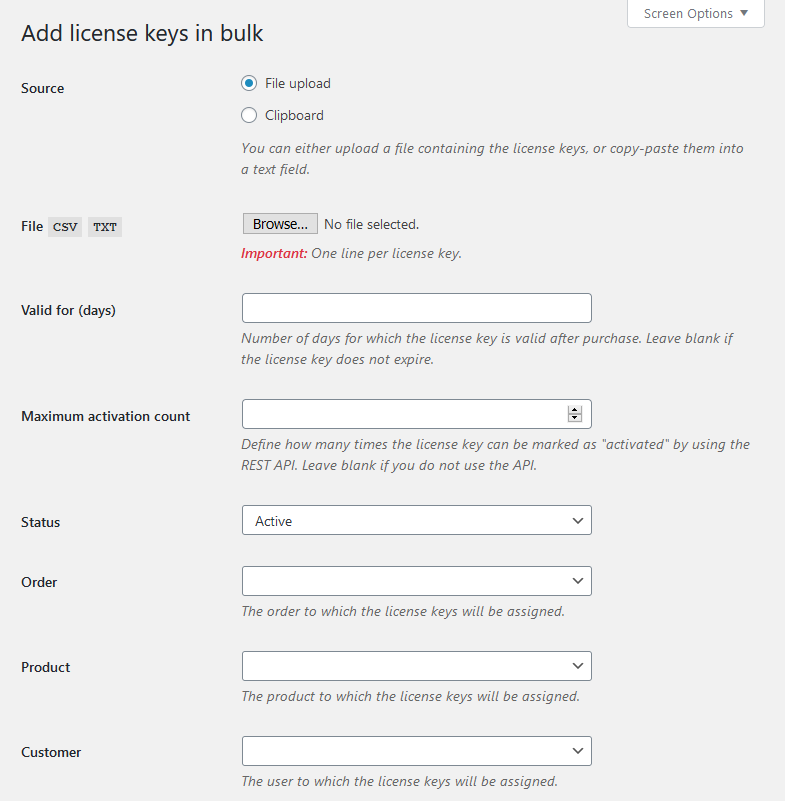 Screen Options ▼
Add license keys in bulk
Source
File upload
Clipboard
You can either upload a file containing the license keys, or copy-paste them into
a text field.
File CSV TXT
Browse... No file selected.
Important: One line per license key.
Valid for (days)
Number of days for which the license key is valid after purchase. Leave blank if
the license key does not expire.
Maximum activation count
Define how many times the license key can be marked as "activated" by using the
REST API. Leave blank if you do not use the API.
Status
Active
Order
The order to which the license keys will be assigned.
Product
The product to which the license keys will be assigned.
Customer
The user to which the license keys will be assigned.